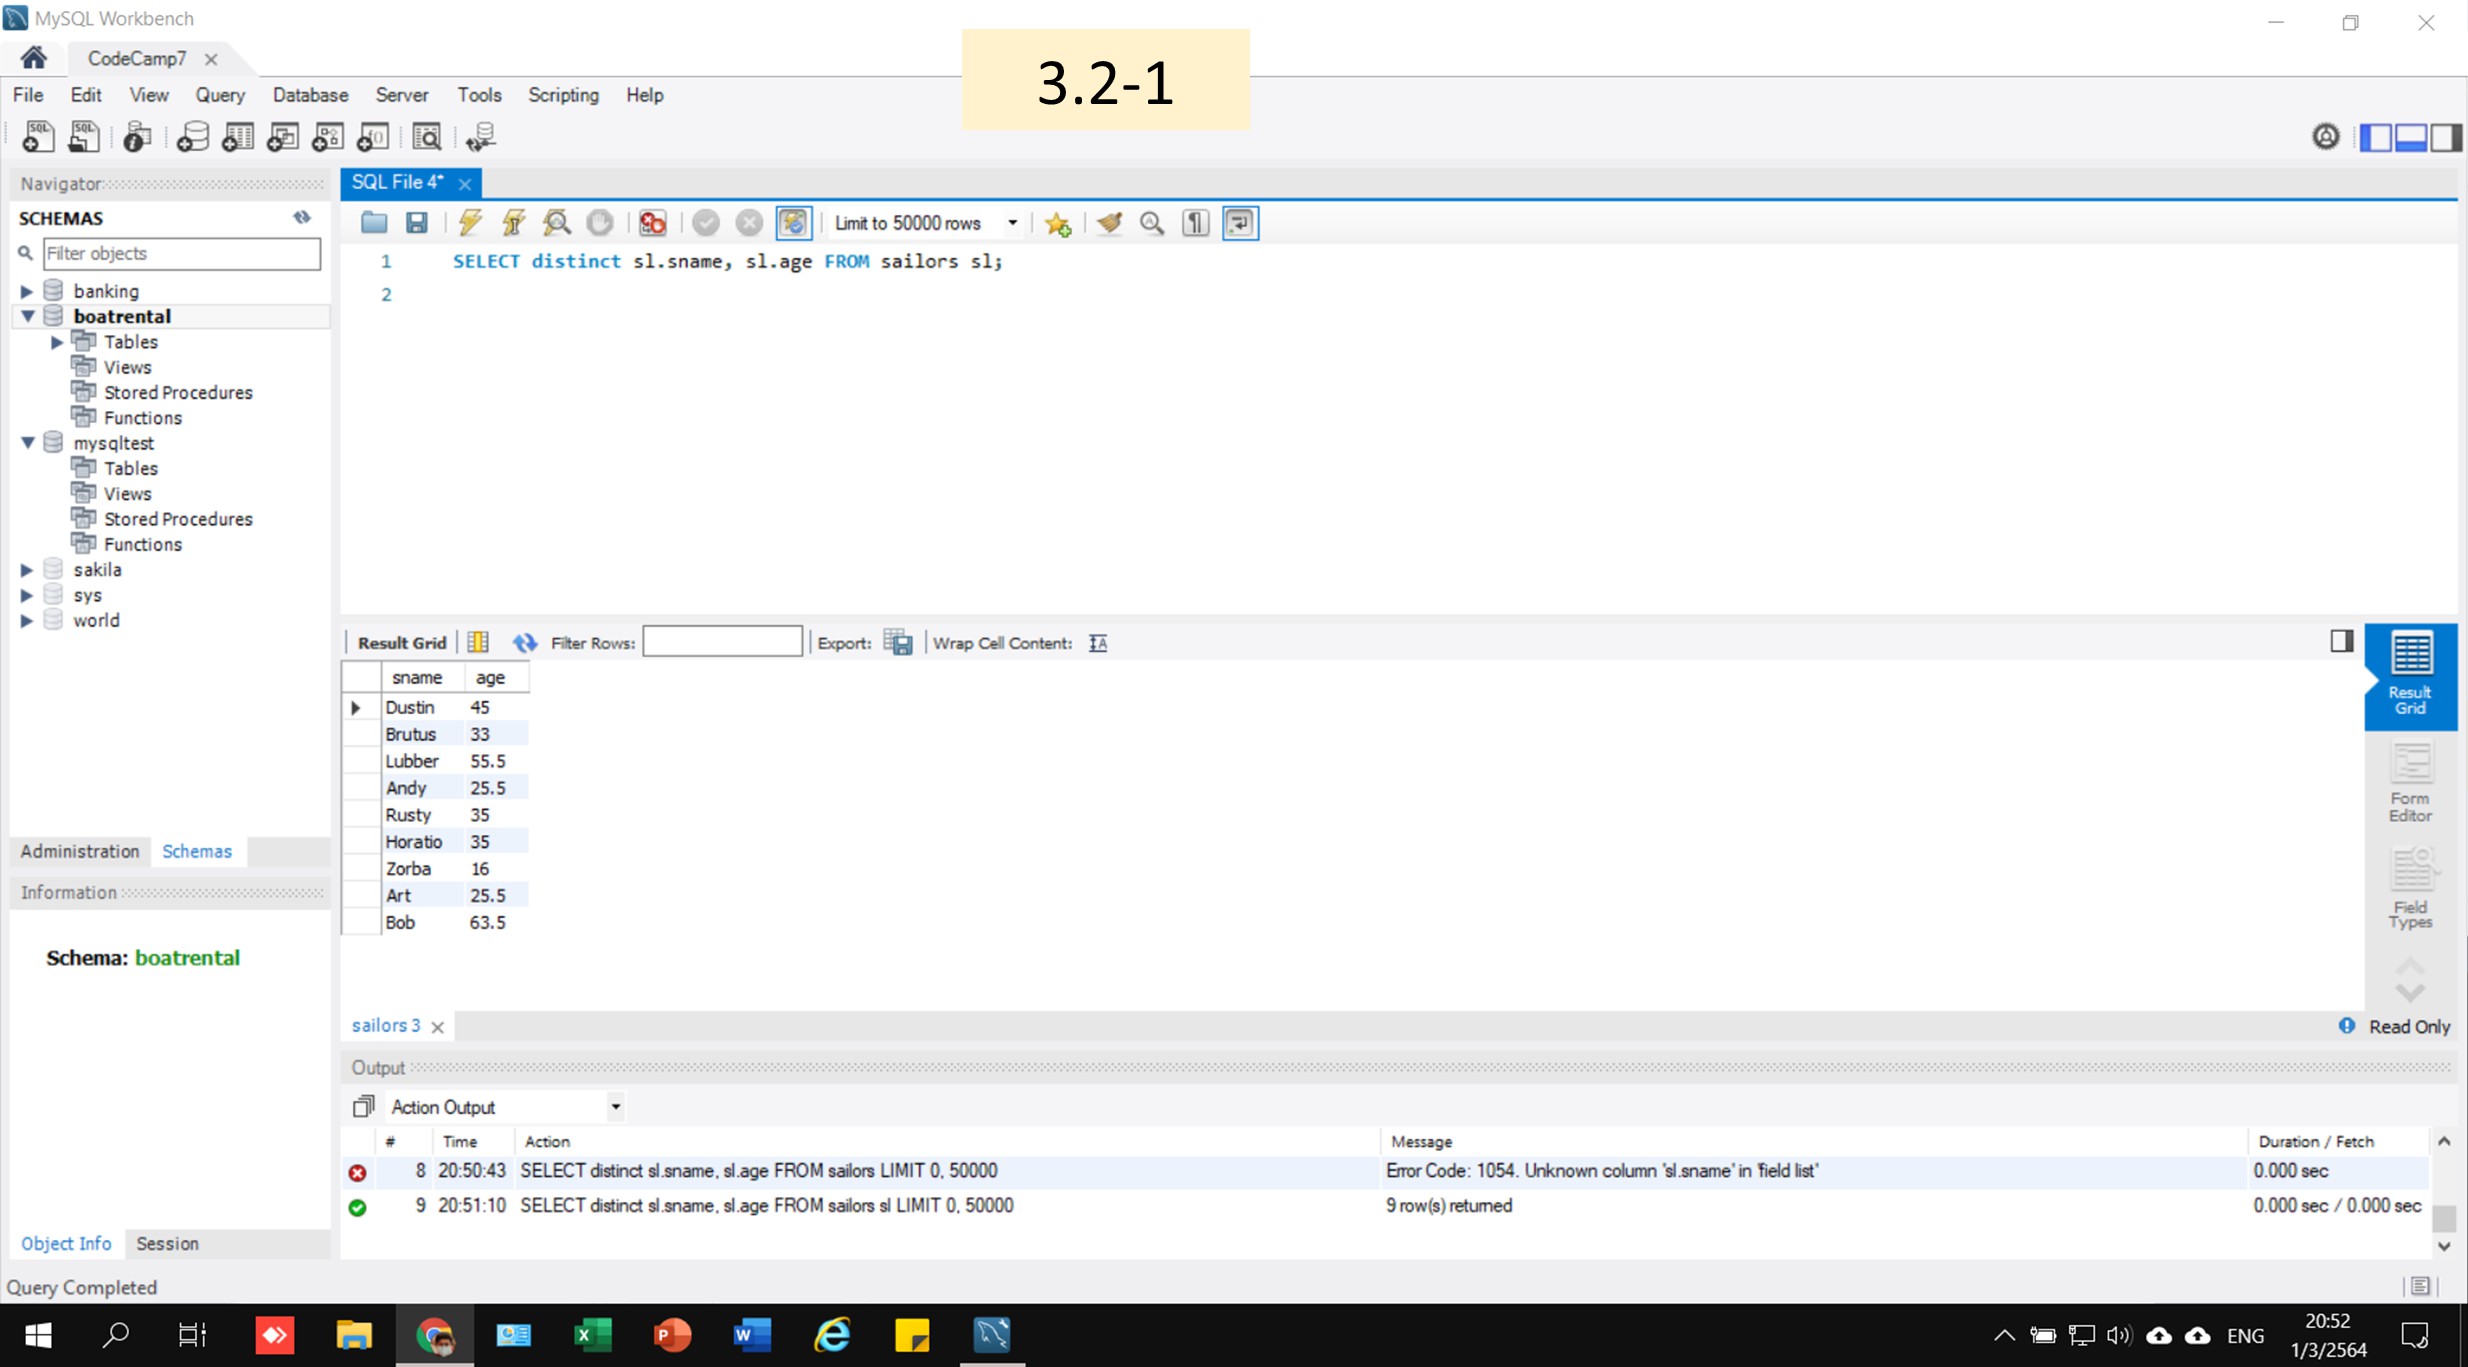 MySQL Workbench
3.2-1
CodeCamp7
File Edit View Query Database Server Tools Scripting Help
Navigator
SQL File 4*
SCHEMAS
Limit to 50000 rows
Filter objects
1 SELECT distinct sl.sname, sl.age FROM sailors sl;
2
banking
boatrental
Tables
Views
Stored Procedures
Functions
mysqltest
Tables
Views
Stored Procedures
Functions
sakila
sys
world
Result Grid Filter Rows: Export: Wrap Cell Content:
sname age
Dustin 45
Brutus 33
Lubber 55.5
Andy 25.5
Rusty 35
Horatio 35
Zorba 16
Art 25.5
Bob 63.5
Result
Grid
Form
Editor
Field
Types
Administration Schemas
Information
Schema: boatrental
sailors 3
Read Only
Output
Action Output
# Time Action Message Duration / Fetch
8 20:50:43 SELECT distinct sl.sname, sl.age FROM sailors LIMIT 0, 50000 Error Code: 1054. Unknown column 'sl.sname' in 'field list' 0.000 sec
9 20:51:10 SELECT distinct sl.sname, sl.age FROM sailors sl LIMIT 0, 50000 9 row(s) returned 0.000 sec / 0.000 sec
Object Info Session
Query Completed
ENG
20:52
1/3/2564